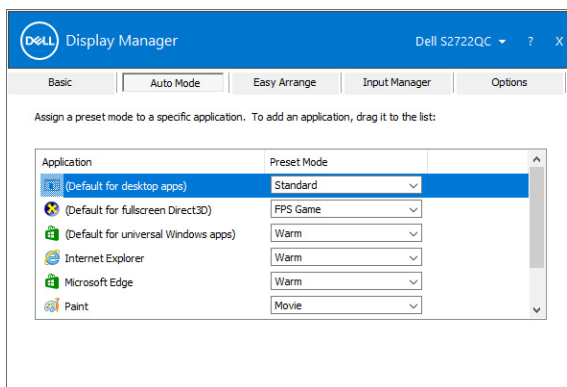 DELL Display Manager Dell S2722QC ? X
Basic Auto Mode Easy Arrange Input Manager Options
Assign a preset mode to a specific application. To add an application, drag it to the list:
Application Preset Mode
(Default for desktop apps) Standard
(Default for fullscreen Direct3D) FPS Game
(Default for universal Windows apps) Warm
Internet Explorer Warm
Microsoft Edge Warm
Paint Movie